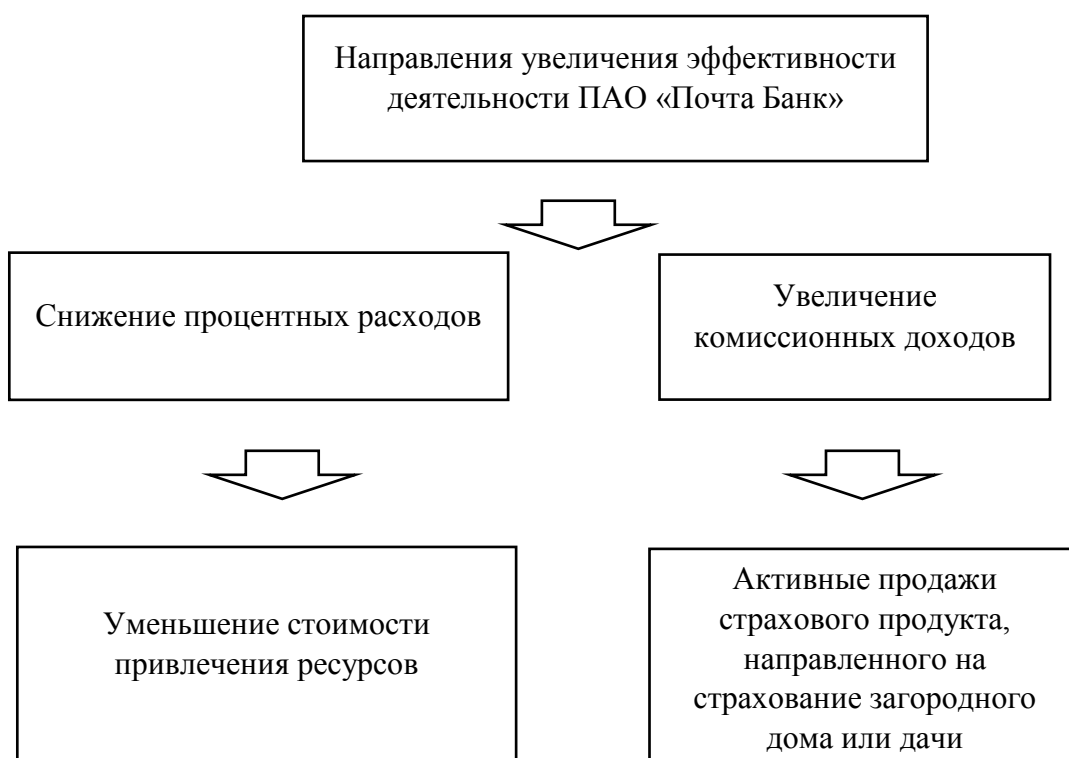 Направления увеличения эффективности
деятельности ПАО «Почта Банк»
Снижение процентных расходов
Увеличение
комиссионных доходов
Уменьшение стоимости
привлечения ресурсов
Активные продажи
страхового продукта,
направленного на
страхование загородного
дома или дачи